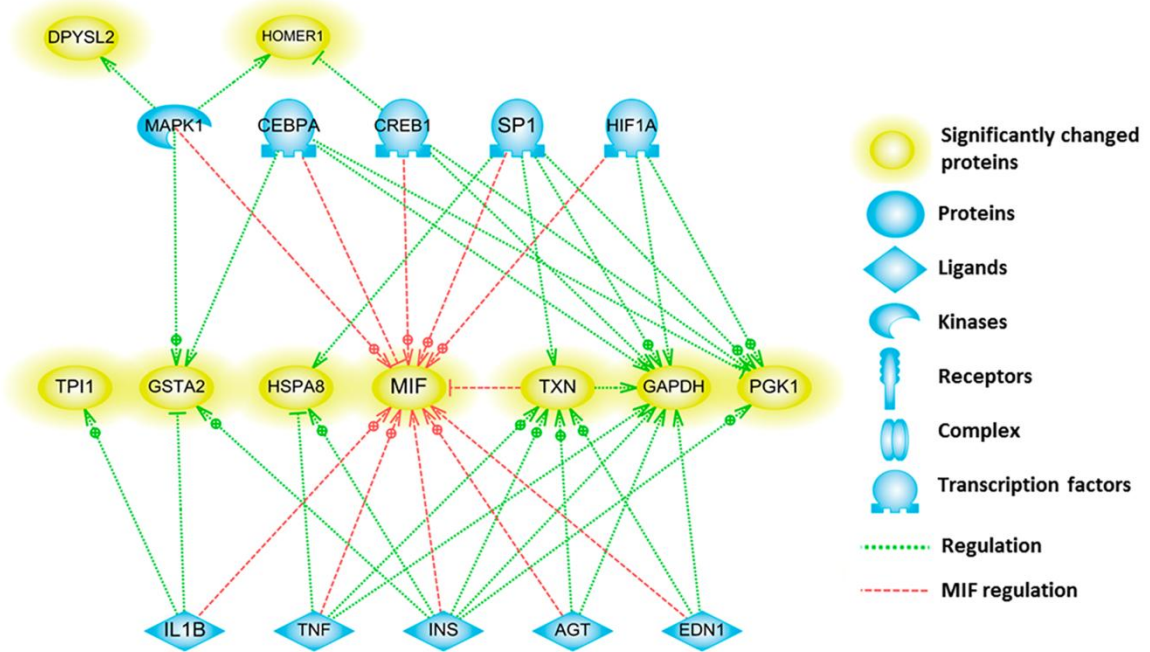 DPYSL2
HOMER1
MAPK1
CEBPA
CREB1
SP1
HIF1A
TPI1
GSTA2
HSPA8
MIF
TXN
GAPDH
PGK1
IL1B
TNF
INS
AGT
EDN1
Significantly changed
proteins
Proteins
Ligands
Kinases
Receptors
Complex
Transcription factors
Regulation
MIF regulation